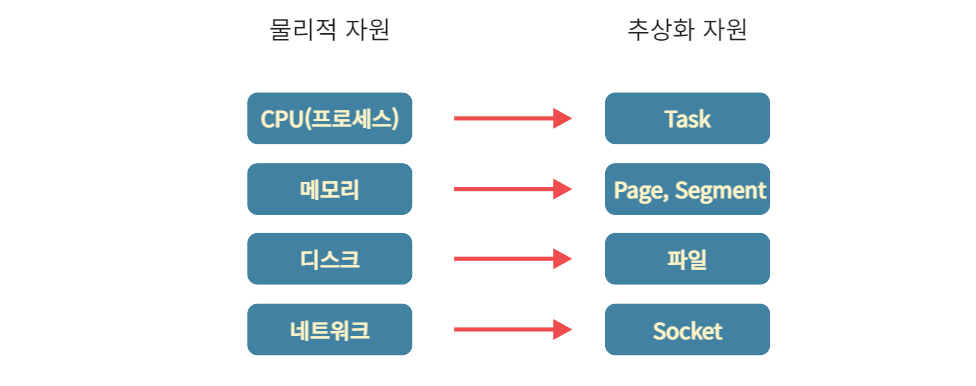 물리적 자원
추상화 자원
CPU(프로세스)
Task
메모리
Page, Segment
디스크
파일
네트워크
Socket